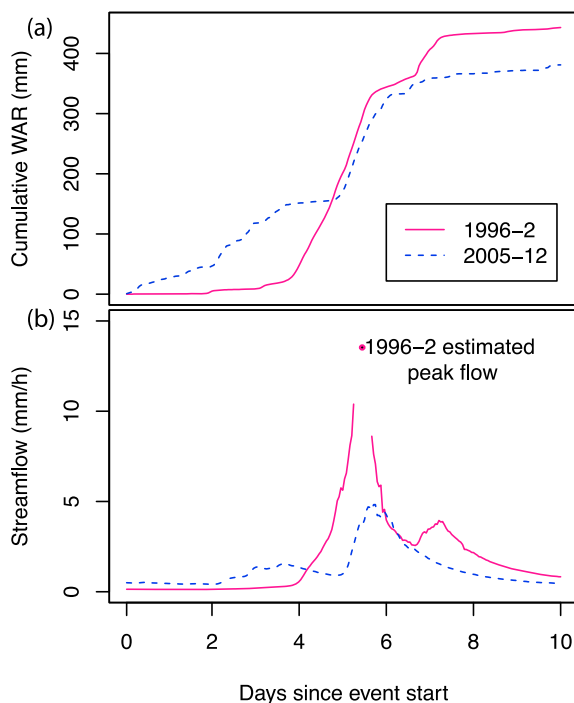 (a)
Cumulative WAR (mm)
400
300
200
100
0
1996−2
2005−12
(b)
Streamflow (mm/h)
15
10
5
0
1996−2 estimated
peak flow
0 2 4 6 8 10
Days since event start